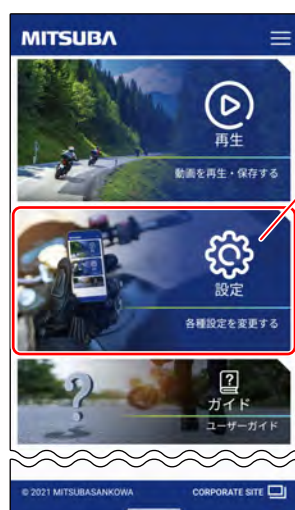 MITSUBA
再生
動画を再生・保存する
設定
各種設定を変更する
ガイド
ユーザーガイド
© 2021 MITSUBASANKOWA
CORPORATE SITE